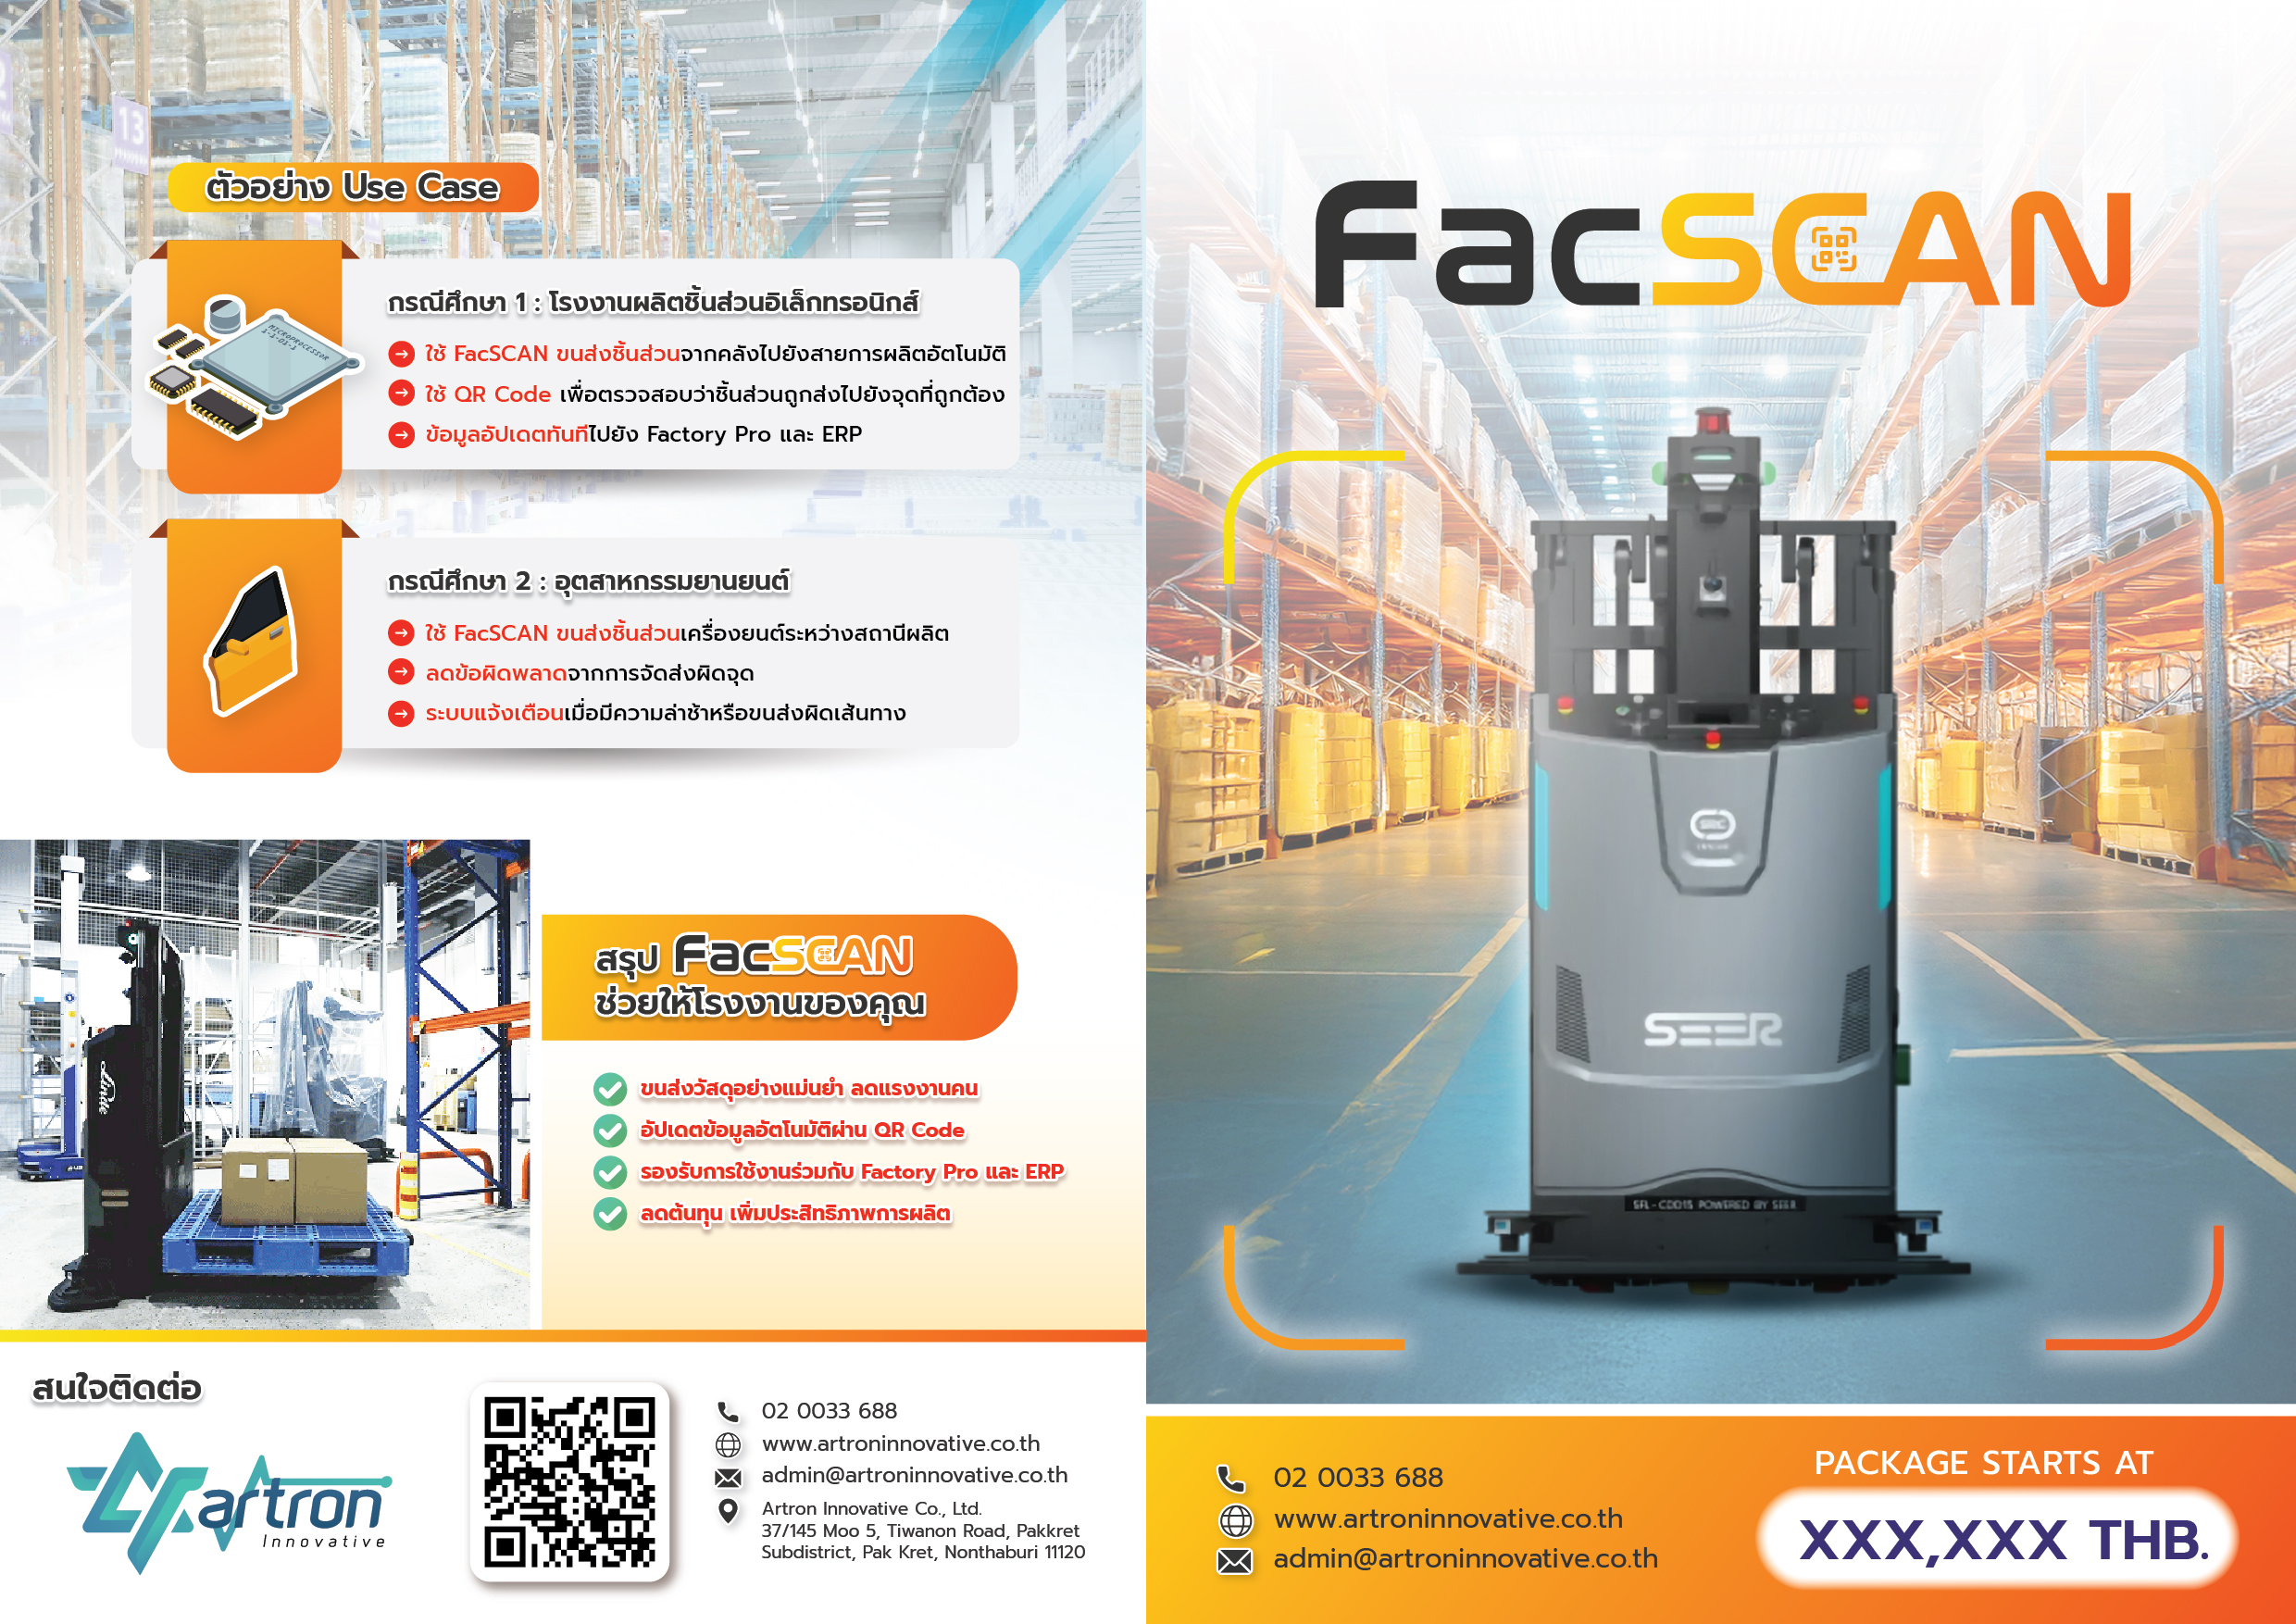 ตัวอย่าง Use Case
กรณีศึกษา 1 : โรงงานผลิตชิ้นส่วนอิเล็กทรอนิกส์
MICROPROCESSOR
1-1-01-1
ใช้ FacSCAN ขนส่งชิ้นส่วนจากคลังไปยังสายการผลิตอัตโนมัติ
ใช้ QR Code เพื่อตรวจสอบว่าชิ้นส่วนถูกส่งไปยังจุดที่ถูกต้อง
ข้อมูลอัปเดตทันทีไปยัง Factory Pro และ ERP
กรณีศึกษา 2 : อุตสาหกรรมยานยนต์
ใช้ FacSCAN ขนส่งชิ้นส่วนเครื่องยนต์ระหว่างสถานีผลิต
ลดข้อผิดพลาดจากการจัดส่งผิดจุด
ระบบแจ้งเตือนเมื่อมีความล่าช้าหรือขนส่งผิดเส้นทาง
13
Linde
สรุป FacSCAN
ช่วยให้โรงงานของคุณ
ขนส่งวัสดุอย่างแม่นยำ ลดแรงงานคน
อัปเดตข้อมูลอัตโนมัติผ่าน QR Code
รองรับการใช้งานร่วมกับ Factory Pro และ ERP
ลดต้นทุน เพิ่มประสิทธิภาพการผลิต
สนใจติดต่อ
artron
Innovative
02 0033 688
www.artroninnovative.co.th
admin@artroninnovative.co.th
Artron Innovative Co., Ltd.
37/145 Moo 5, Tiwanon Road, Pakkret
Subdistrict, Pak Kret, Nonthaburi 11120
FacSCAN
SRC
SEER
SFL-CDD15 POWERED BY SEER
02 0033 688
www.artroninnovative.co.th
admin@artroninnovative.co.th
PACKAGE STARTS AT
XXX,XXX THB.